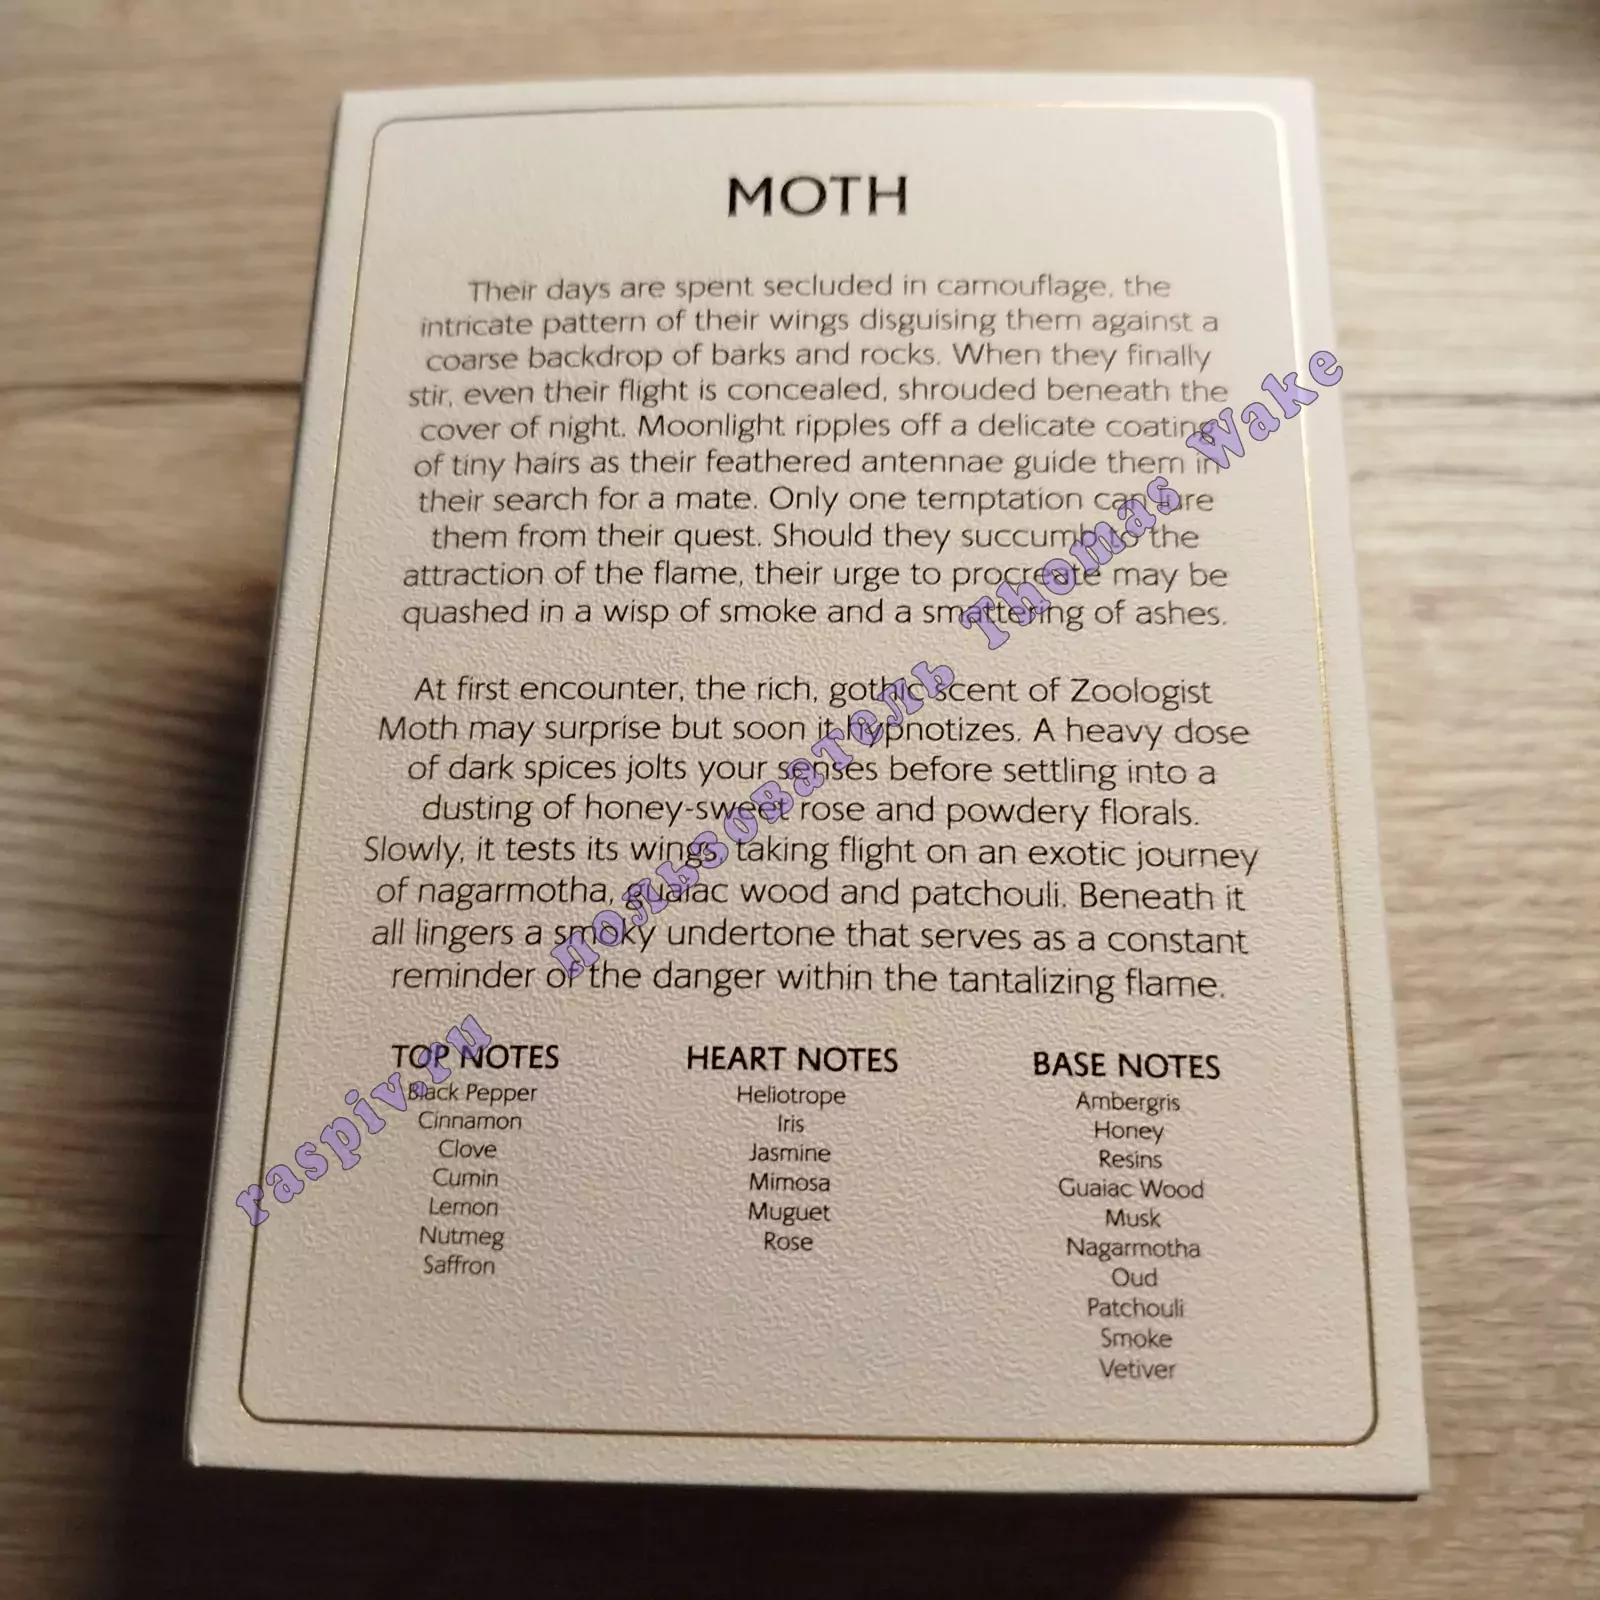 MOTH
Their days are spent secluded in camouflage, the
intricate pattern of their wings disguising them against a
coarse backdrop of barks and rocks. When they finally
stir, even their flight is concealed, shrouded beneath the
cover of night. Moonlight ripples off a delicate coating
of tiny hairs as their feathered antennae guide them in
their search for a mate. Only one temptation can lure
them from their quest. Should they succumb to the
attraction of the flame, their urge to procreate may be
quashed in a wisp of smoke and a smattering of ashes.
At first encounter, the rich, gothic scent of Zoologist
Moth may surprise but soon it hypnotizes. A heavy dose
of dark spices jolts your senses before settling into a
dusting of honey-sweet rose and powdery florals.
Slowly, it tests its wings, taking flight on an exotic journey
of nagarmotha, guaiac wood and patchouli. Beneath it
all lingers a smoky undertone that serves as a constant
reminder of the danger within the tantalizing flame.
TOP NOTES
Black Pepper
Cinnamon
Clove
Cumin
Lemon
Nutmeg
Saffron
HEART NOTES
Heliotrope
Iris
Jasmine
Mimosa
Muguet
Rose
BASE NOTES
Ambergris
Honey
Resins
Guaiac Wood
Musk
Nagarmotha
Oud
Patchouli
Smoke
Vetiver
raspiv.ru пользователь Thomas Wake